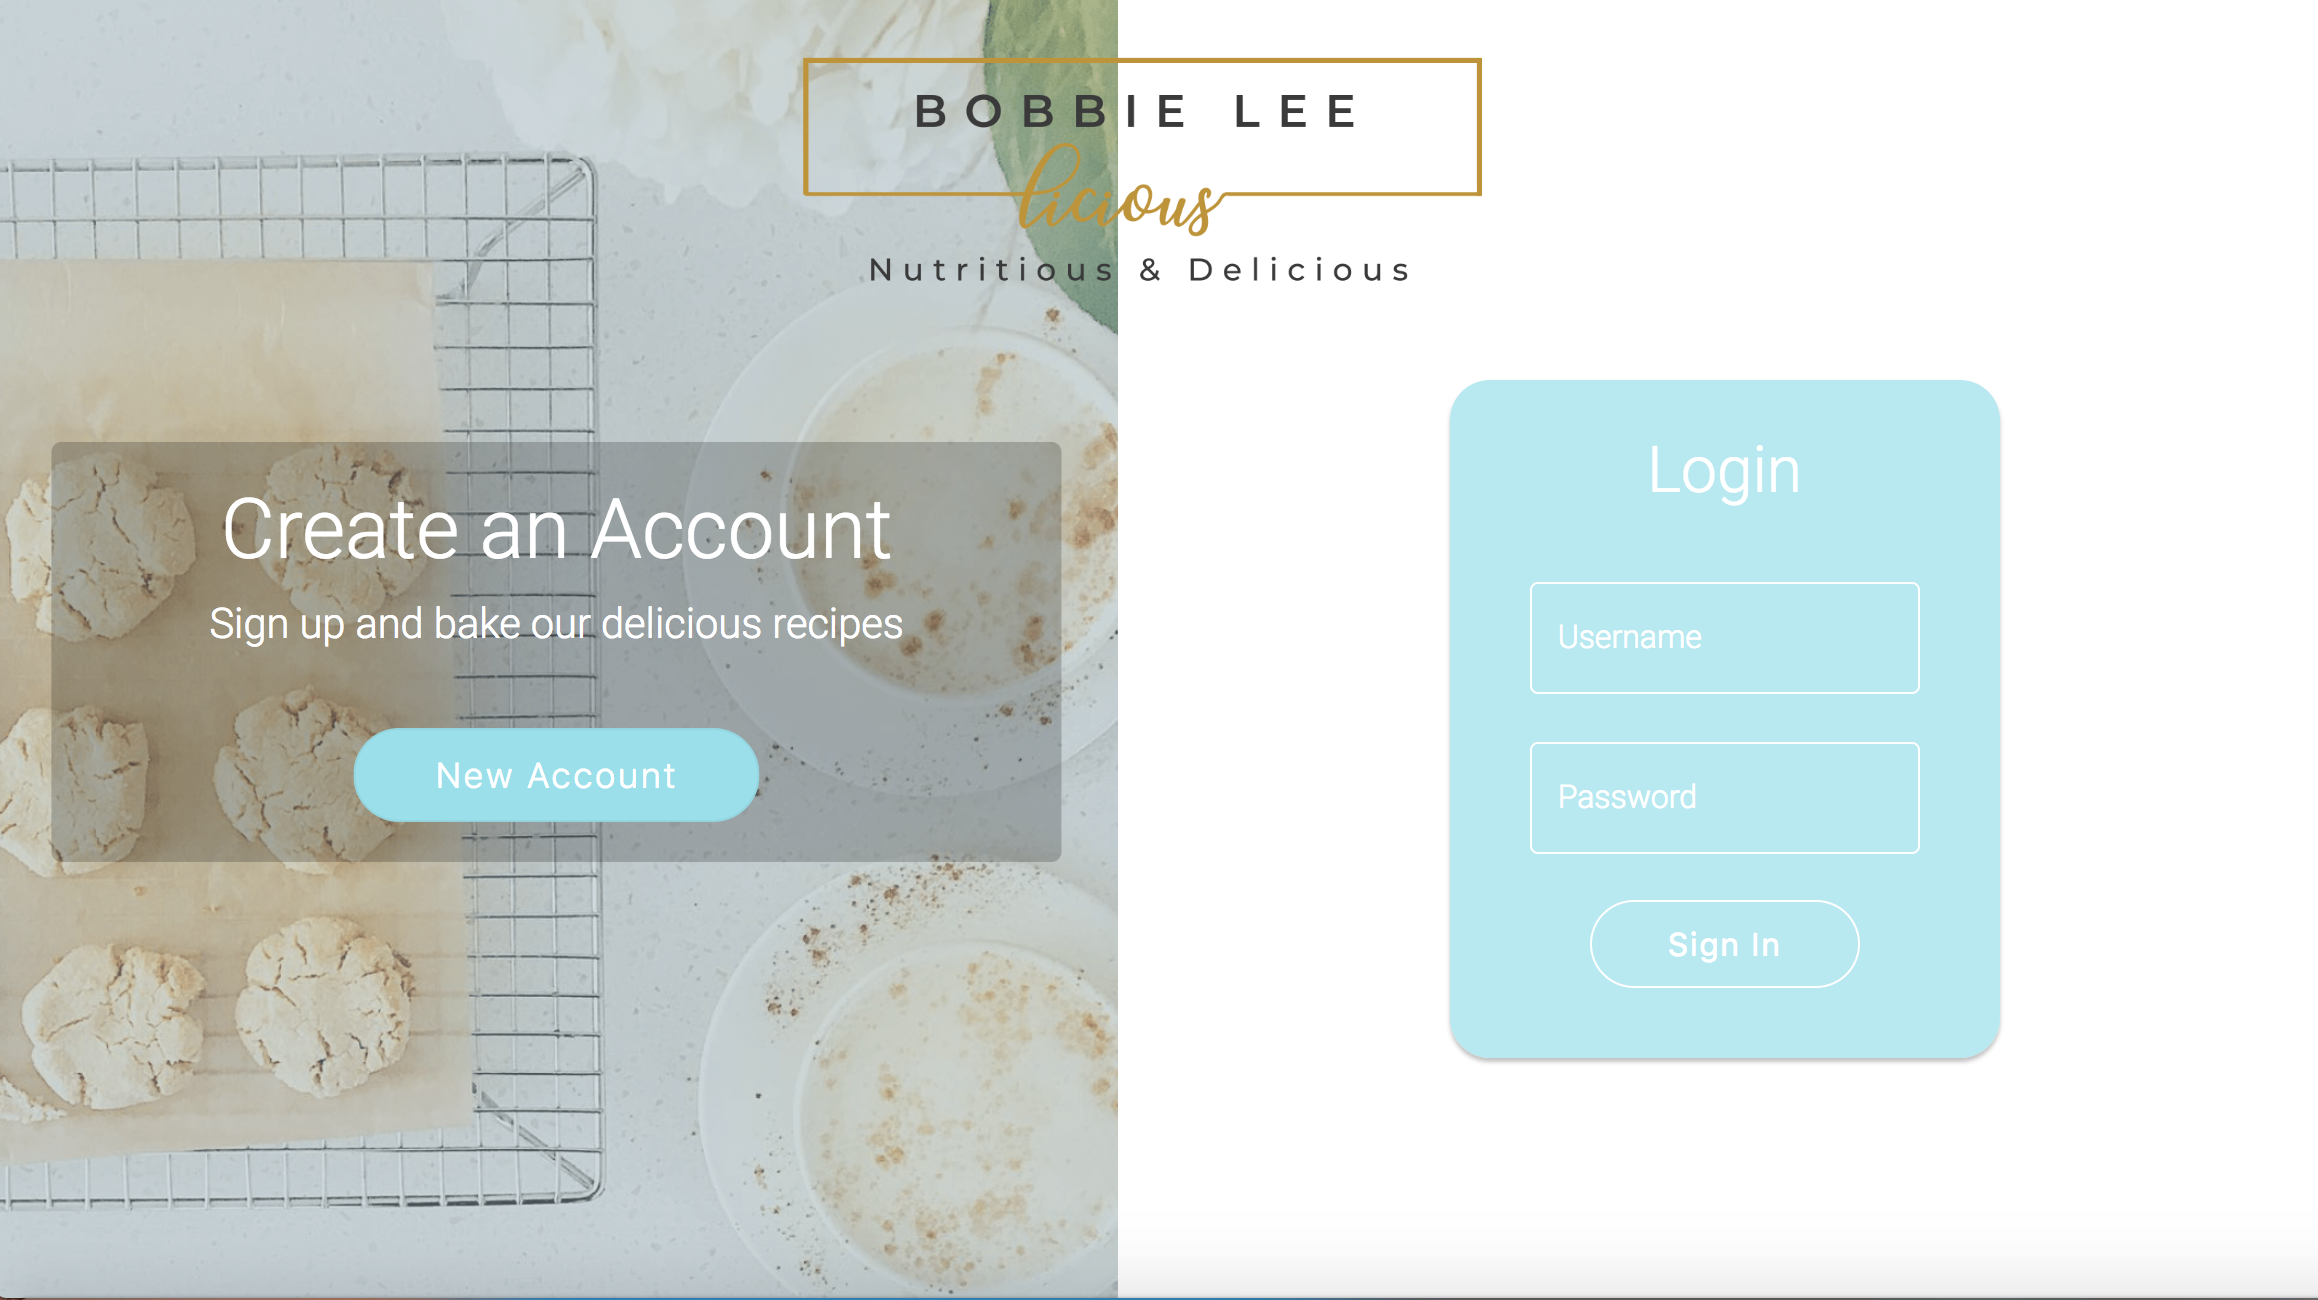 BOBBIE LEE
licious
Nutritious & Delicious
Create an Account
Sign up and bake our delicious recipes
New Account
Login
Username
Password
Sign In